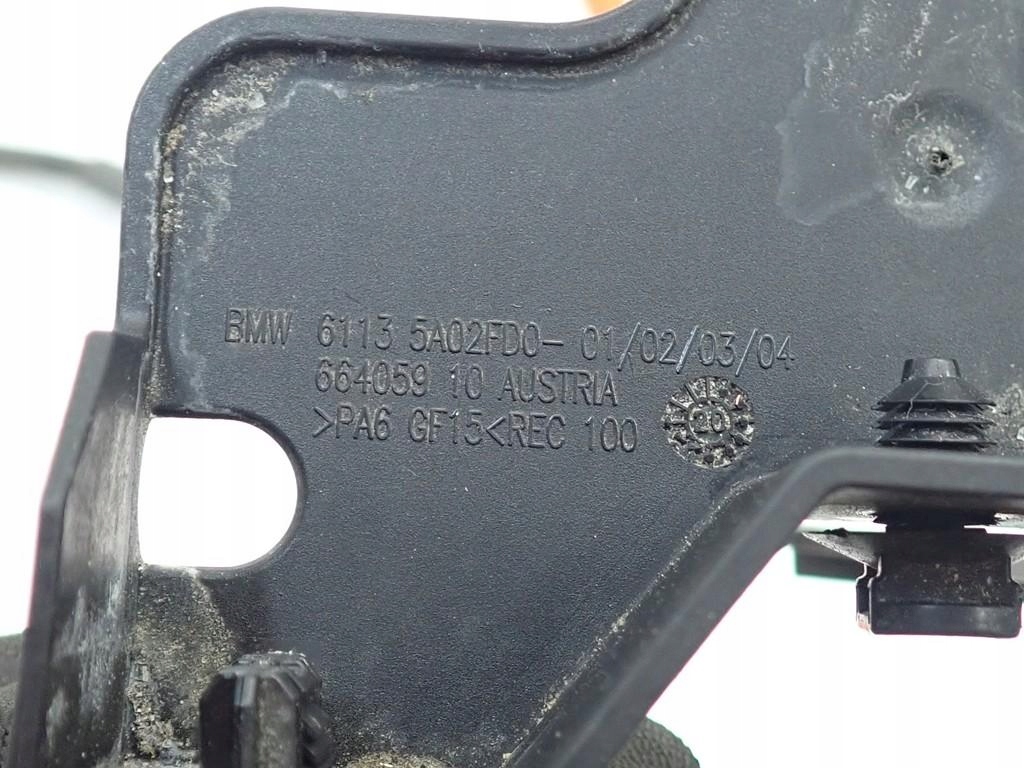 BMW 6113 5A02FD0- 01/02/03/04
664059 10 AUSTRIA
>PA6 GF15<REC 100
20